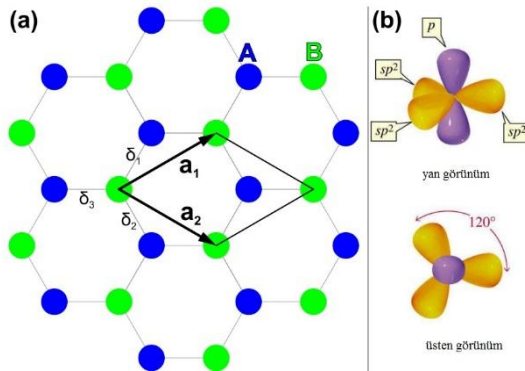 (a)
A
B
δ₁
a₁
δ₃
δ₂
a₂
(b)
p
sp²
sp²
sp²
yan görünüm
120°
üsten görünüm